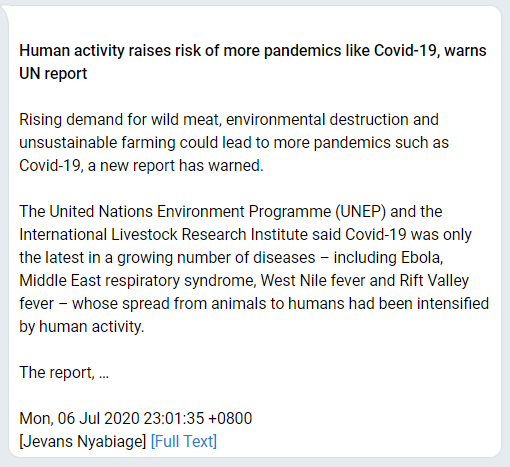 Human activity raises risk of more pandemics like Covid-19, warns
UN report
Rising demand for wild meat, environmental destruction and
unsustainable farming could lead to more pandemics such as
Covid-19, a new report has warned.
The United Nations Environment Programme (UNEP) and the
International Livestock Research Institute said Covid-19 was only
the latest in a growing number of diseases – including Ebola,
Middle East respiratory syndrome, West Nile fever and Rift Valley
fever – whose spread from animals to humans had been intensified
by human activity.
The report, …
Mon, 06 Jul 2020 23:01:35 +0800
[Jevans Nyabiage] [Full Text]